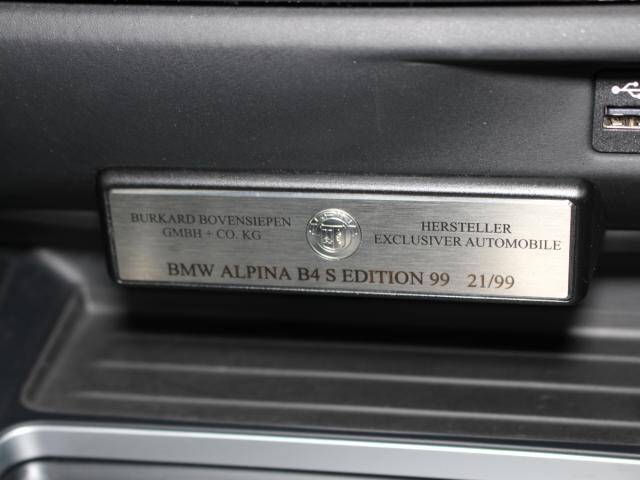 BURKARD BOVENSIEPEN
GMBH + CO. KG
HERSTELLER
EXCLUSIVER AUTOMOBILE
BMW ALPINA B4 S EDITION 99 21/99